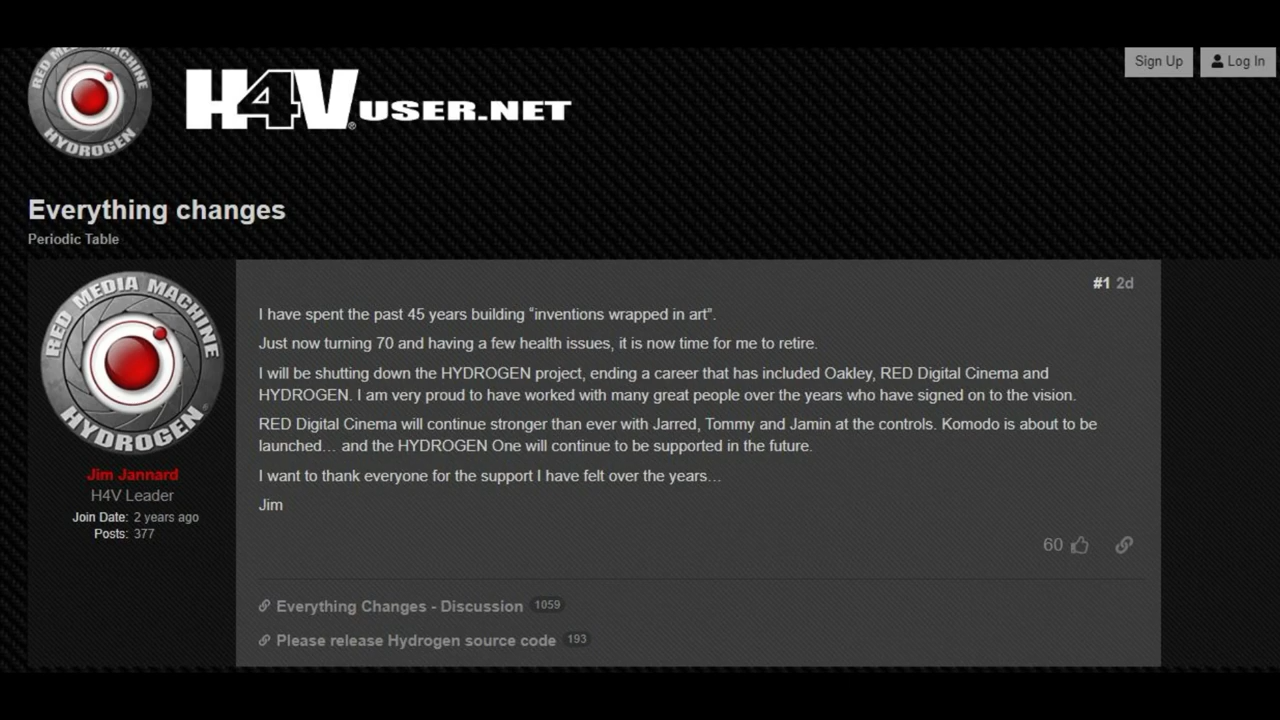 RED MEDIA MACHINE
HYDROGEN
H4V USER.NET
Sign Up
Log In
Everything changes
Periodic Table
RED MEDIA MACHINE
HYDROGEN
Jim Jannard
H4V Leader
Join Date: 2 years ago
Posts: 377
#1 2d
I have spent the past 45 years building “inventions wrapped in art”.
Just now turning 70 and having a few health issues, it is now time for me to retire.
I will be shutting down the HYDROGEN project, ending a career that has included Oakley, RED Digital Cinema and
HYDROGEN. I am very proud to have worked with many great people over the years who have signed on to the vision.
RED Digital Cinema will continue stronger than ever with Jarred, Tommy and Jamin at the controls. Komodo is about to be
launched… and the HYDROGEN One will continue to be supported in the future.
I want to thank everyone for the support I have felt over the years…
Jim
60
Everything Changes - Discussion 1059
Please release Hydrogen source code 193